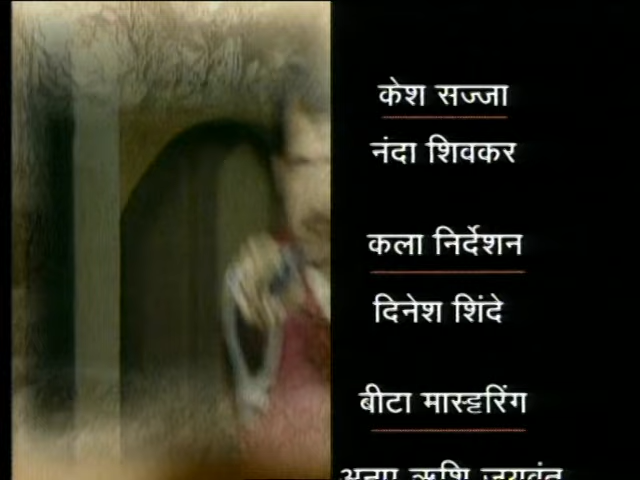 केश सज्जा
नंदा शिवकर
कला निर्देशन
दिनेश शिंदे
बीटा मास्टरिंग